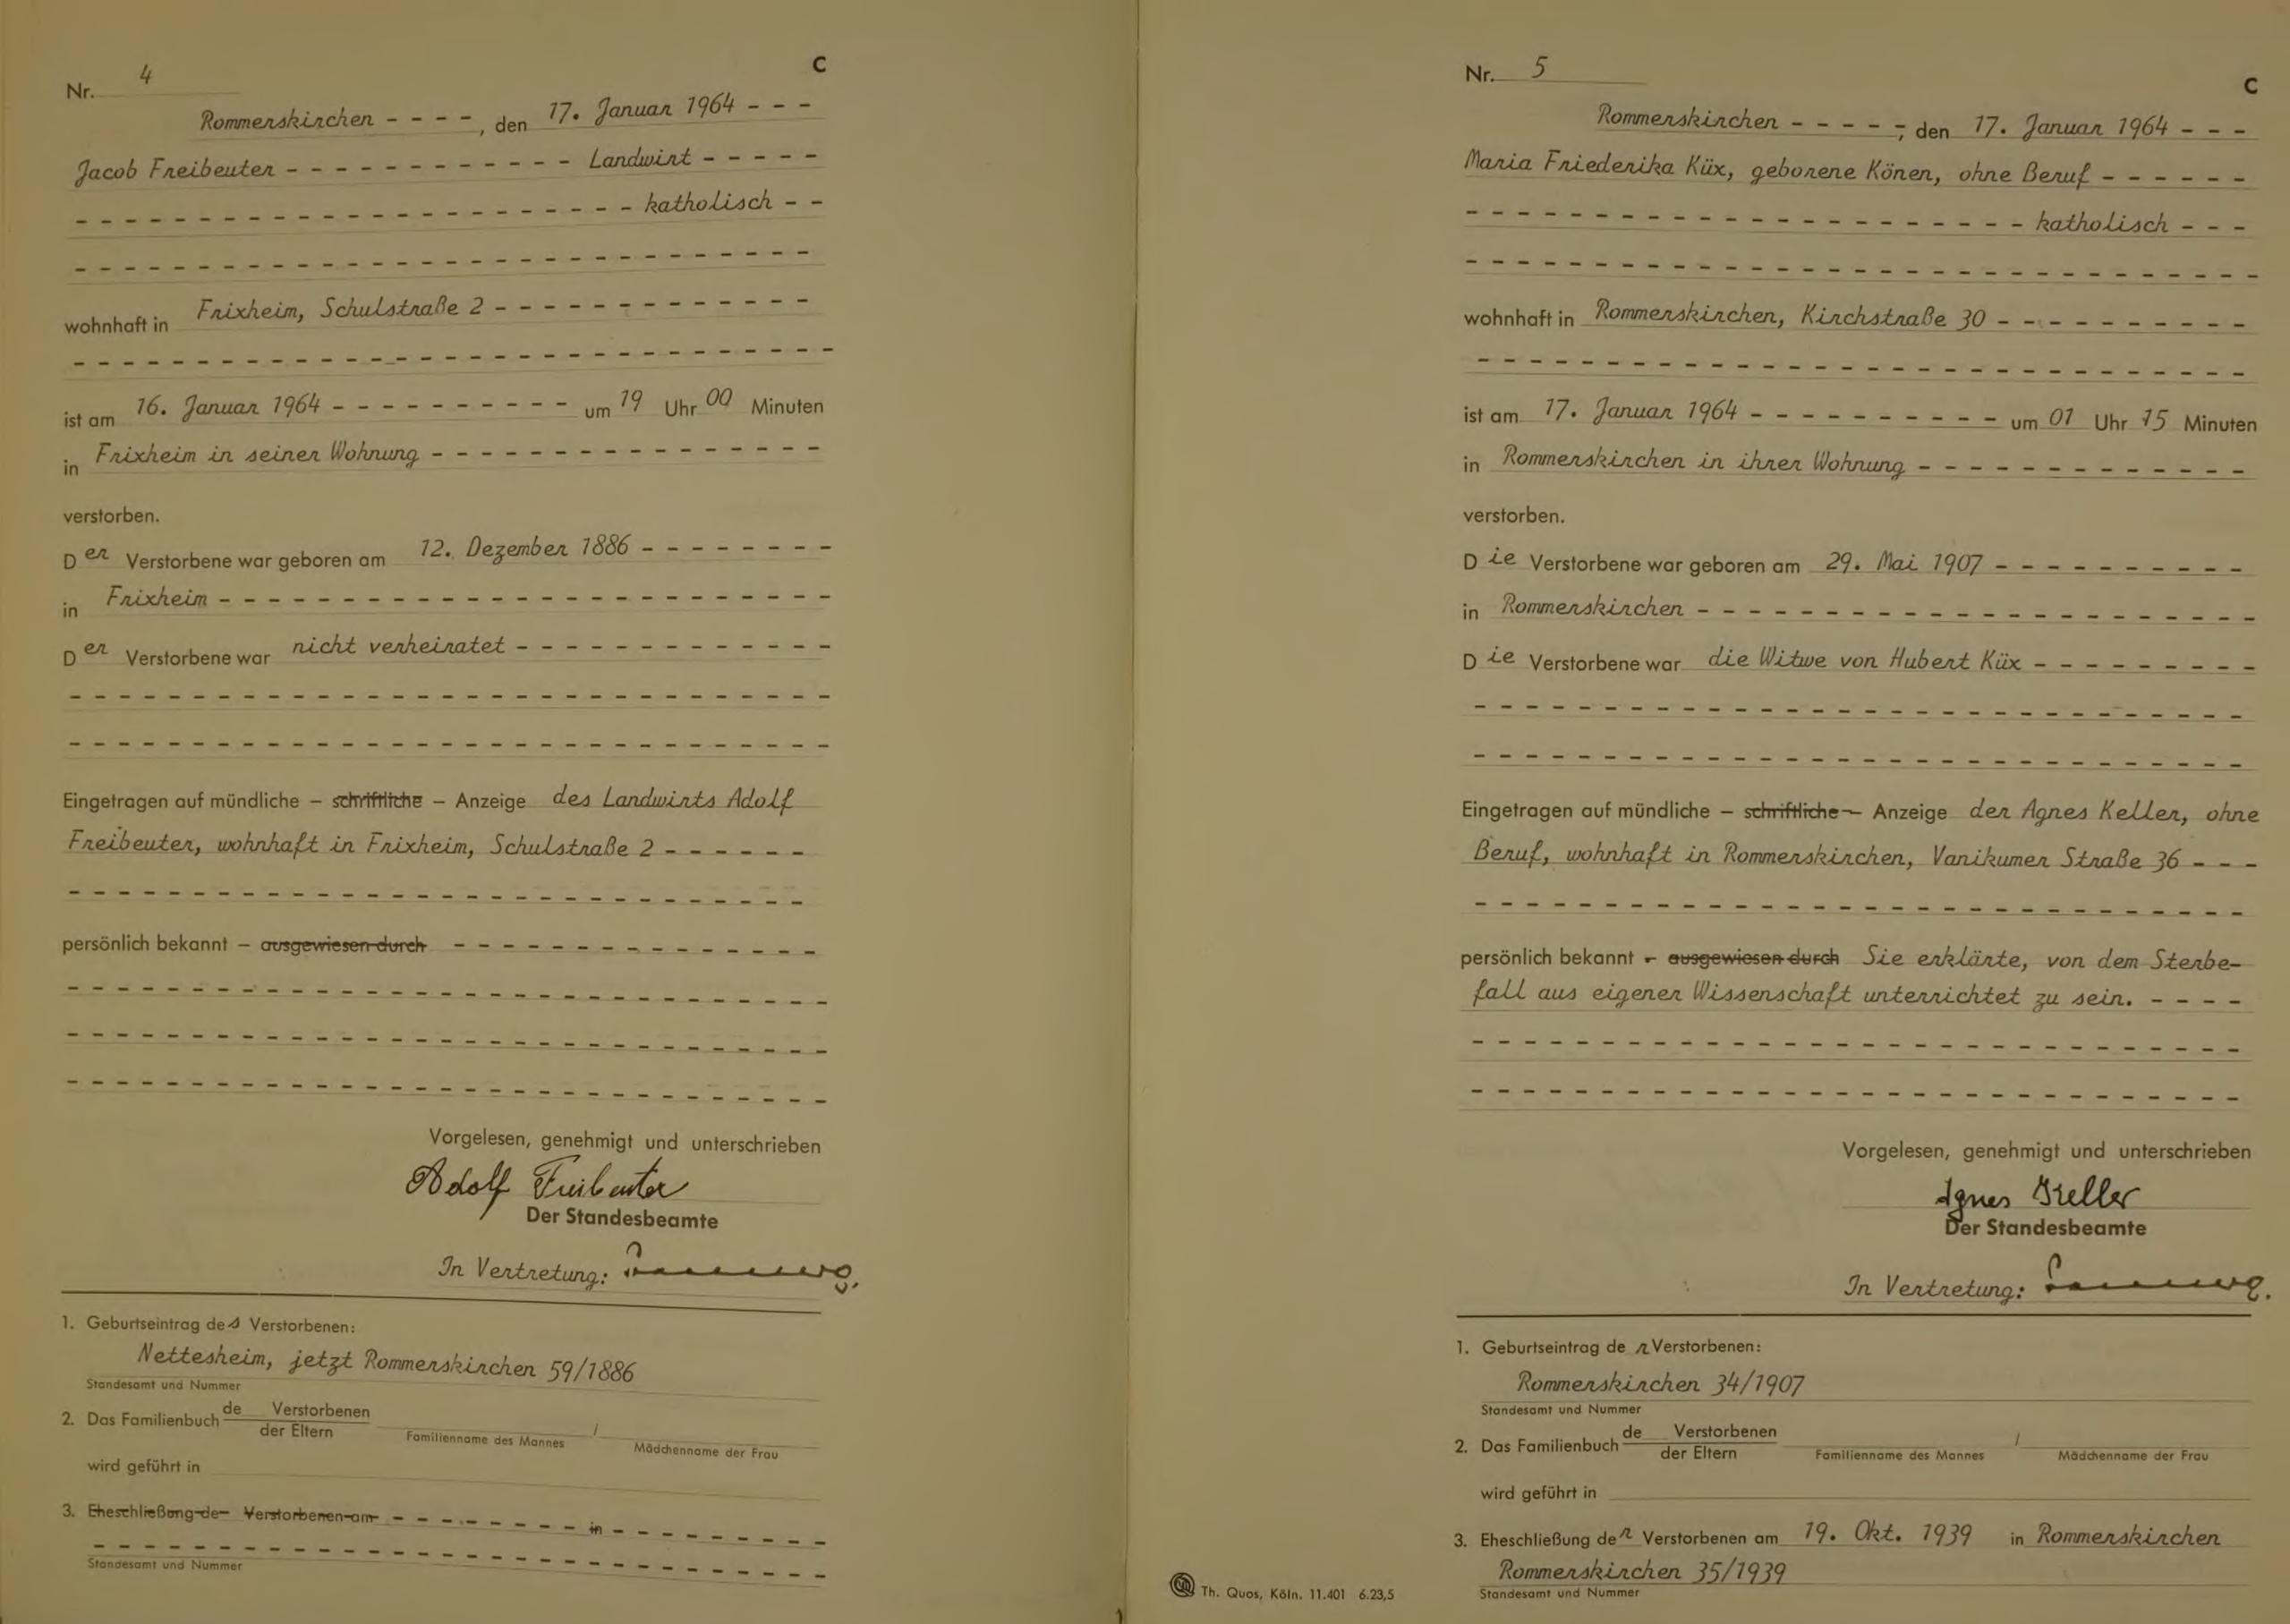 Nr. 4
C
Rommerskirchen - - - - , den 17. Januar 1964 - - -
Jacob Freibeuter - - - - - - - - - - - - Landwirt - - - - -
- - - - - - - - - - - - - - - - - - - - - - - katholisch - -
wohnhaft in Frixheim, Schulstraße 2 - - - - - - - - - - - - -
ist am 16. Januar 1964 - - - - - - - - - - um 19 Uhr 00 Minuten
in Frixheim in seiner Wohnung - - - - - - - - - - - - - - - -
verstorben.
Der Verstorbene war geboren am 12. Dezember 1886 - - - - - - - -
in Frixheim - - - - - - - - - - - - - - - - - - - - - - - - -
Der Verstorbene war nicht verheiratet - - - - - - - - - - - - -
Eingetragen auf mündliche – schriftliche – Anzeige des Landwirts Adolf
Freibeuter, wohnhaft in Frixheim, Schulstraße 2 - - - - - -
persönlich bekannt – ausgewiesen durch - - - - - - - - - - - - - - -
Vorgelesen, genehmigt und unterschrieben
Adolf Freibeuter
Der Standesbeamte
In Vertretung:
1. Geburtseintrag des Verstorbenen:
Nettesheim, jetzt Rommerskirchen 59/1886
Standesamt und Nummer
2. Das Familienbuch de Verstorbenen
der Eltern
Familienname des Mannes / Mädchenname der Frau
wird geführt in
3. Eheschließung de Verstorbenen am - - - - - - - - in - - - - - - - - -
Standesamt und Nummer
Nr. 5
C
Rommerskirchen - - - - -, den 17. Januar 1964 - - -
Maria Friederika Küx, geborene Könen, ohne Beruf - - - - - -
- - - - - - - - - - - - - - - - - - - - - - katholisch - - -
wohnhaft in Rommerskirchen, Kirchstraße 30 - - - - - - - - - -
ist am 17. Januar 1964 - - - - - - - - - - um 01 Uhr 15 Minuten
in Rommerskirchen in ihrer Wohnung - - - - - - - - - - - - -
verstorben.
Die Verstorbene war geboren am 29. Mai 1907 - - - - - - - - - -
in Rommerskirchen - - - - - - - - - - - - - - - - - - - - - -
Die Verstorbene war die Witwe von Hubert Küx - - - - - - - - -
Eingetragen auf mündliche – schriftliche – Anzeige der Agnes Keller, ohne
Beruf, wohnhaft in Rommerskirchen, Vanikumer Straße 36 - - -
persönlich bekannt – ausgewiesen durch Sie erklärte, von dem Sterbe-
fall aus eigener Wissenschaft unterrichtet zu sein. - - - -
Vorgelesen, genehmigt und unterschrieben
Agnes Keller
Der Standesbeamte
In Vertretung:
1. Geburtseintrag der Verstorbenen:
Rommerskirchen 34/1907
Standesamt und Nummer
2. Das Familienbuch de Verstorbenen
der Eltern
Familienname des Mannes / Mädchenname der Frau
wird geführt in
3. Eheschließung der Verstorbenen am 19. Okt. 1939 in Rommerskirchen
Rommerskirchen 35/1939
Standesamt und Nummer
Th. Quos, Köln. 11.401 6.23,5